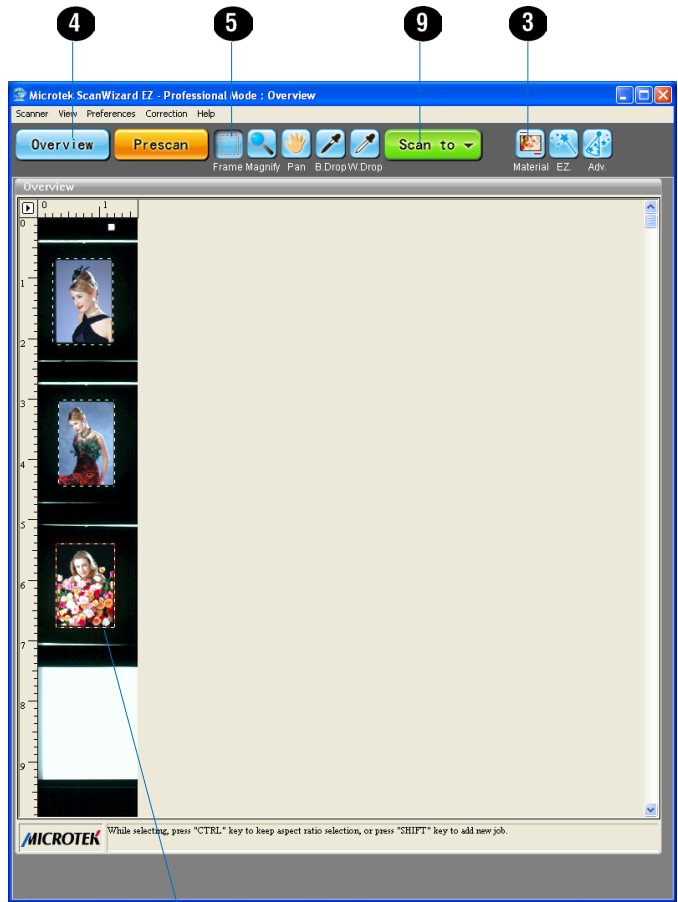 4 5 9 3
Microtek ScanWizard EZ - Professional Mode : Overview
Scanner View Preferences Correction Help
Overview Prescan Scan to
Frame Magnify Pan B.Drop W.Drop Material EZ. Adv.
Overview
0 1
0
1
2
3
4
5
6
7
8
9
MICROTEK While selecting, press "CTRL" key to keep aspect ratio selection, or press "SHIFT" key to add new job.